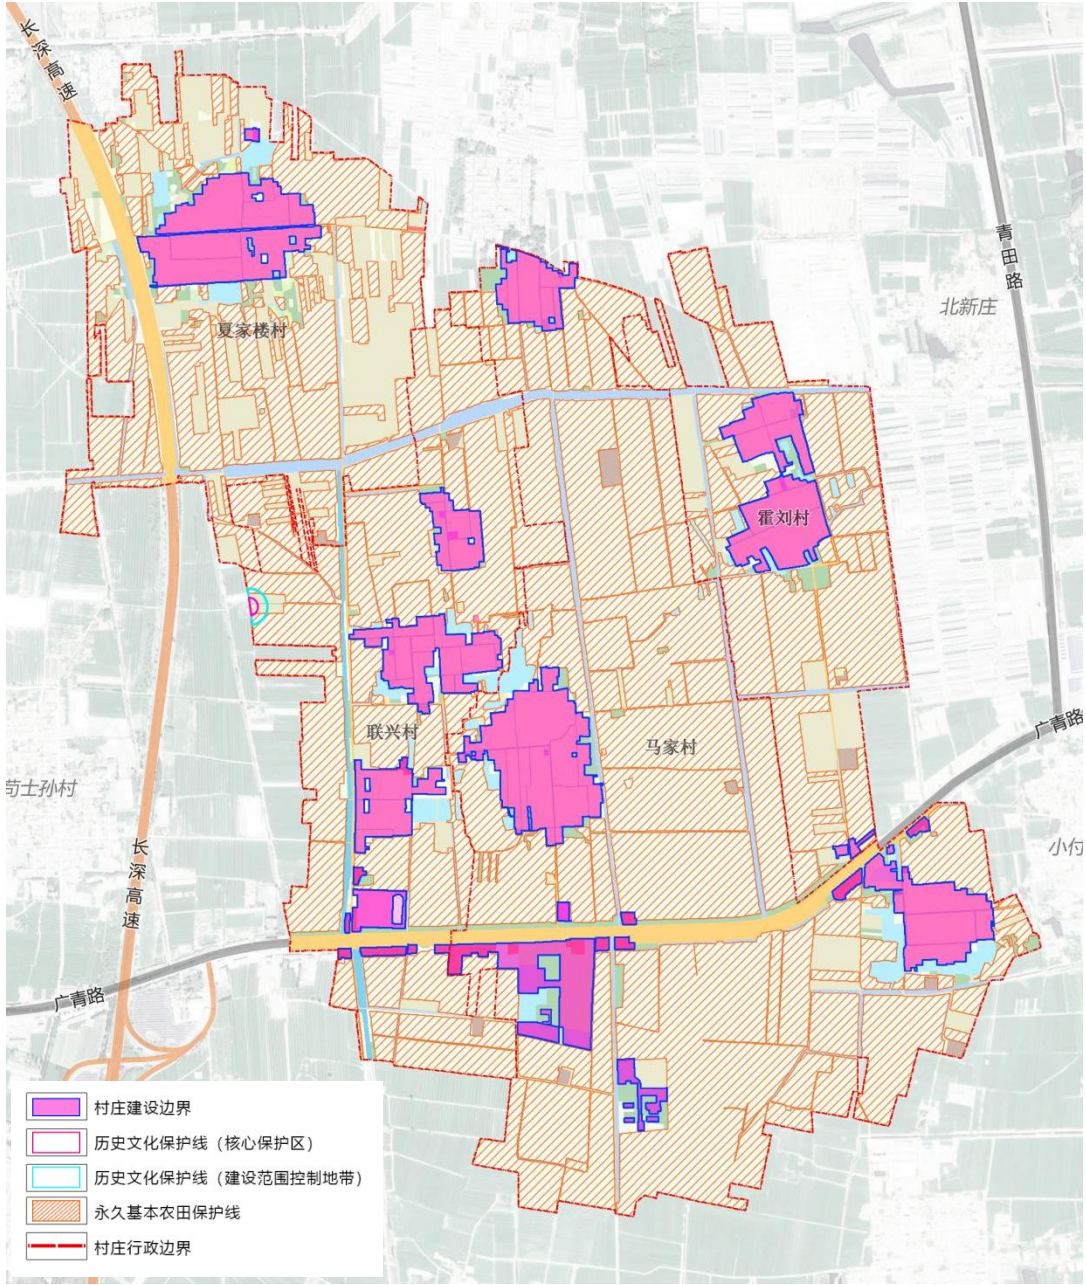 长深高速
青田路
北新庄
夏家楼村
霍刘村
广青路
联兴村
马家村
苟士孙村
长深高速
小付
广青路
村庄建设边界
历史文化保护线（核心保护区）
历史文化保护线（建设范围控制地带）
永久基本农田保护线
村庄行政边界